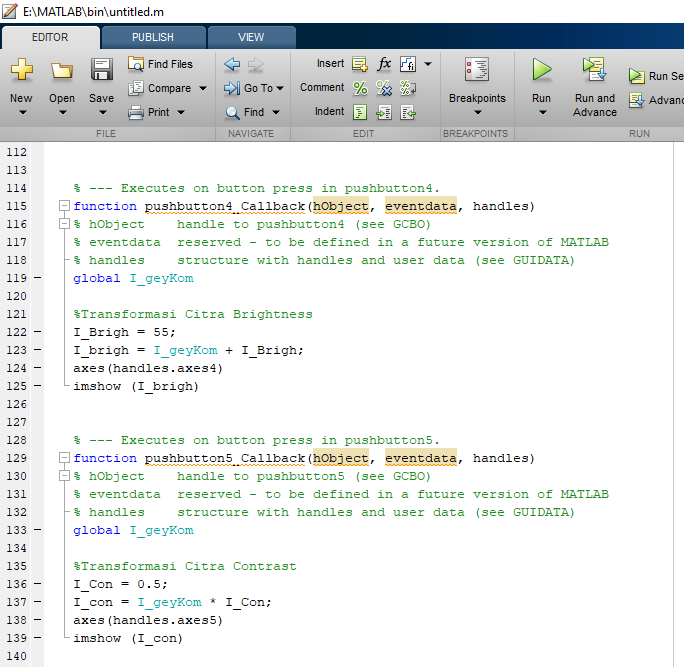 E:\MATLAB\bin\untitled.m
EDITOR PUBLISH VIEW
New Open Save Find Files Compare Print Go To Find Insert fx fi Comment % Indent Breakpoints Run Run and Advance Run Se Advanc
FILE NAVIGATE EDIT BREAKPOINTS RUN
112
113
114 % --- Executes on button press in pushbutton4.
115 function pushbutton4_Callback(hObject, eventdata, handles)
116 % hObject    handle to pushbutton4 (see GCBO)
117 % eventdata  reserved - to be defined in a future version of MATLAB
118 % handles    structure with handles and user data (see GUIDATA)
119 global I_geyKom
120
121 %Transformasi Citra Brightness
122 I_Brigh = 55;
123 I_brigh = I_geyKom + I_Brigh;
124 axes(handles.axes4)
125 imshow (I_brigh)
126
127
128 % --- Executes on button press in pushbutton5.
129 function pushbutton5_Callback(hObject, eventdata, handles)
130 % hObject    handle to pushbutton5 (see GCBO)
131 % eventdata  reserved - to be defined in a future version of MATLAB
132 % handles    structure with handles and user data (see GUIDATA)
133 global I_geyKom
134
135 %Transformasi Citra Contrast
136 I_Con = 0.5;
137 I_con = I_geyKom * I_Con;
138 axes(handles.axes5)
139 imshow (I_con)
140